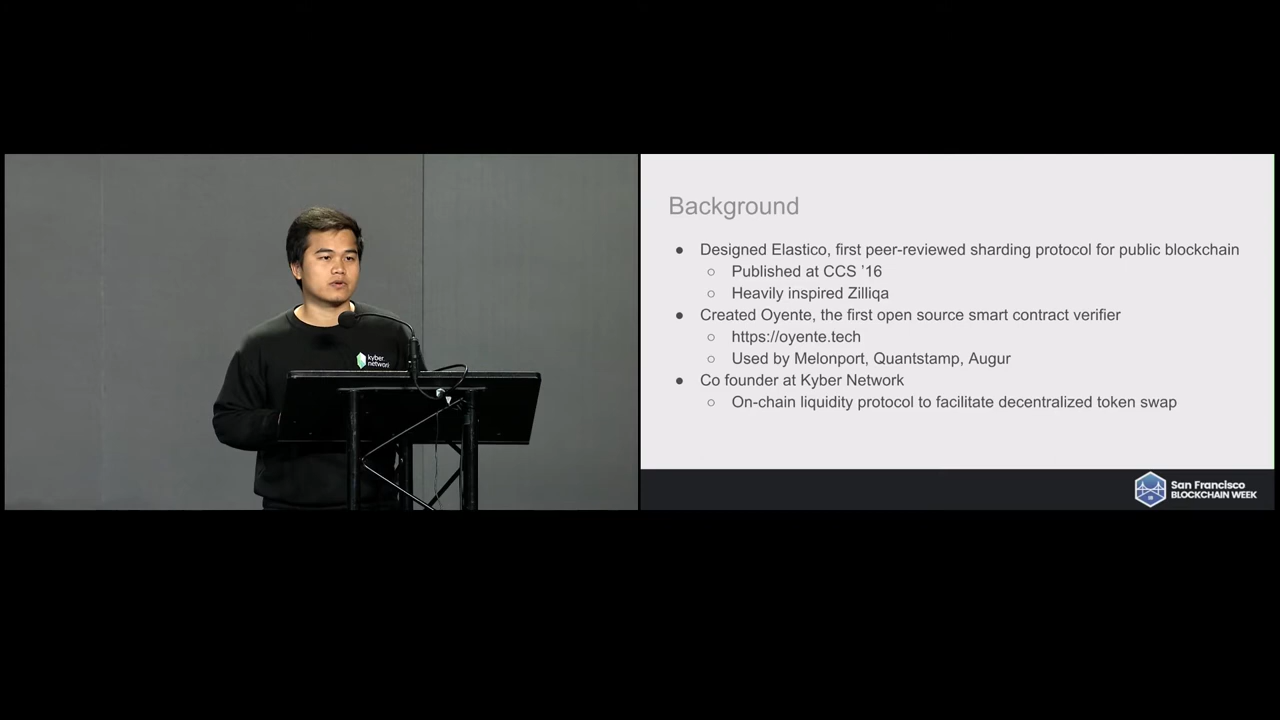 kyber
network
Background
● Designed Elastico, first peer-reviewed sharding protocol for public blockchain
○ Published at CCS ’16
○ Heavily inspired Zilliqa
● Created Oyente, the first open source smart contract verifier
○ https://oyente.tech
○ Used by Melonport, Quantstamp, Augur
● Co founder at Kyber Network
○ On-chain liquidity protocol to facilitate decentralized token swap
San Francisco
BLOCKCHAIN WEEK